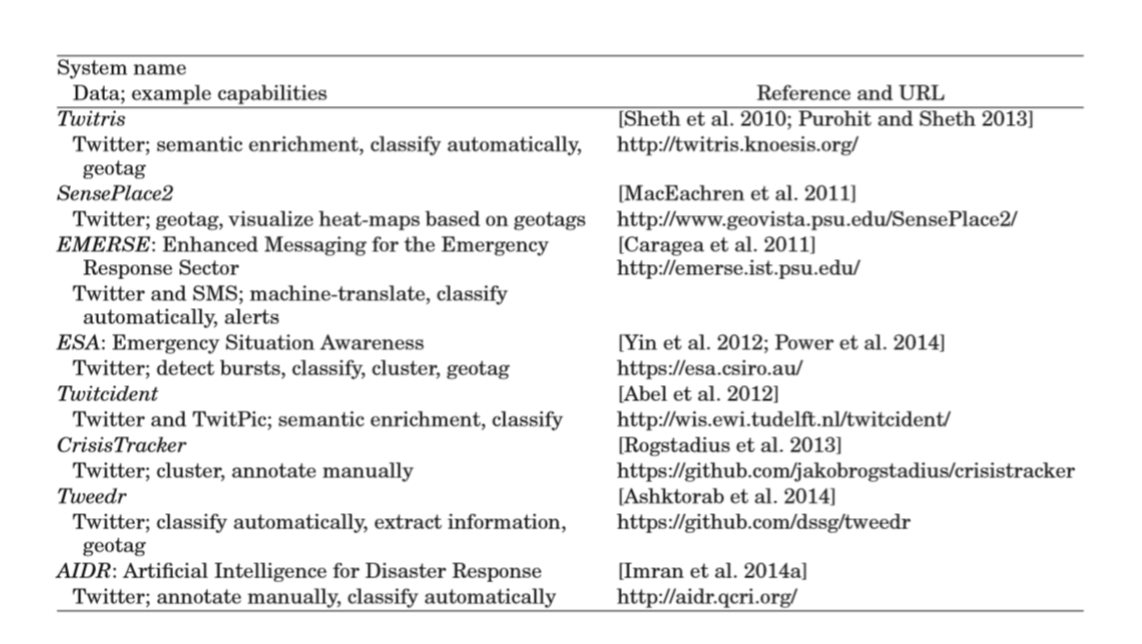 System name
Data; example capabilities Reference and URL
Twitris [Sheth et al. 2010; Purohit and Sheth 2013]
Twitter; semantic enrichment, classify automatically, http://twitris.knoesis.org/
geotag
SensePlace2 [MacEachren et al. 2011]
Twitter; geotag, visualize heat-maps based on geotags http://www.geovista.psu.edu/SensePlace2/
EMERSE: Enhanced Messaging for the Emergency [Caragea et al. 2011]
Response Sector http://emerse.ist.psu.edu/
Twitter and SMS; machine-translate, classify
automatically, alerts
ESA: Emergency Situation Awareness [Yin et al. 2012; Power et al. 2014]
Twitter; detect bursts, classify, cluster, geotag https://esa.csiro.au/
Twitcident [Abel et al. 2012]
Twitter and TwitPic; semantic enrichment, classify http://wis.ewi.tudelft.nl/twitcident/
CrisisTracker [Rogstadius et al. 2013]
Twitter; cluster, annotate manually https://github.com/jakobrogstadius/crisistracker
Tweedr [Ashktorab et al. 2014]
Twitter; classify automatically, extract information, https://github.com/dssg/tweedr
geotag
AIDR: Artificial Intelligence for Disaster Response [Imran et al. 2014a]
Twitter; annotate manually, classify automatically http://aidr.qcri.org/